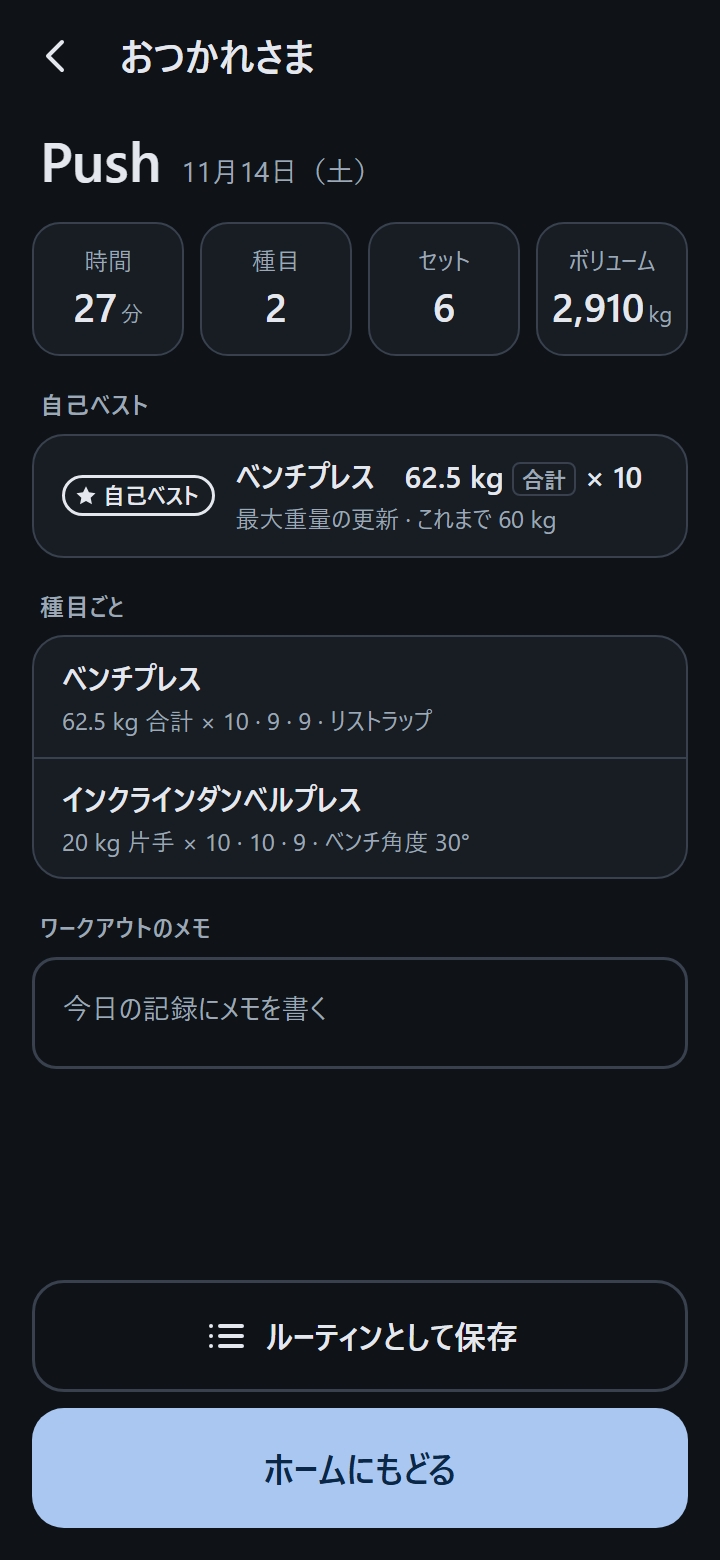 おつかれさま
Push 11月14日（土）
時間 種目 セット ボリューム
27分 2 6 2,910kg
自己ベスト
自己ベスト ベンチプレス 62.5 kg 合計 × 10
最大重量の更新 · これまで 60 kg
種目ごと
ベンチプレス
62.5 kg 合計 × 10 · 9 · 9 · リストラップ
インクラインダンベルプレス
20 kg 片手 × 10 · 10 · 9 · ベンチ角度 30°
ワークアウトのメモ
今日の記録にメモを書く
ルーティンとして保存
ホームにもどる